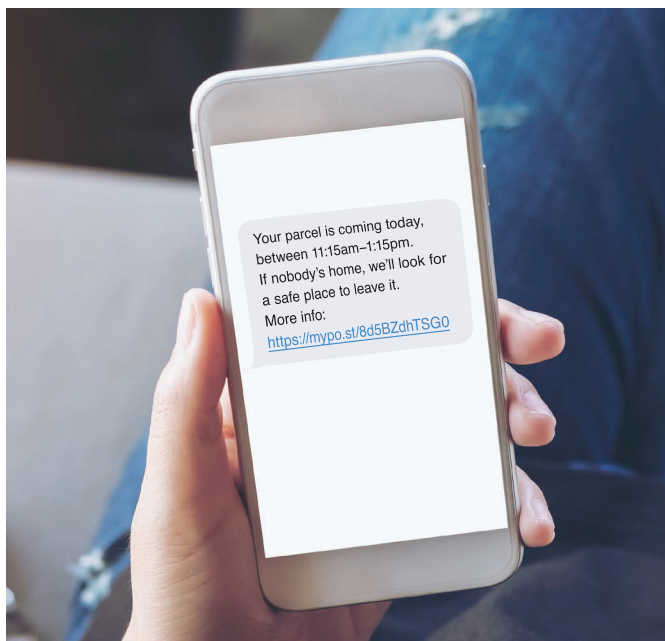 Your parcel is coming today,
between 11:15am–1:15pm.
If nobody's home, we'll look for
a safe place to leave it.
More info:
https://mypo.st/8d5BZdhTSG0